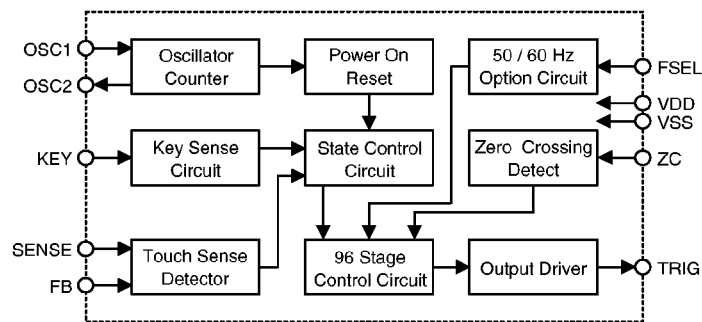 OSC1
OSC2
KEY
SENSE
FB
Oscillator
Counter
Power On
Reset
50 / 60 Hz
Option Circuit
Key Sense
Circuit
State Control
Circuit
Zero Crossing
Detect
Touch Sense
Detector
96 Stage
Control Circuit
Output Driver
FSEL
VDD
VSS
ZC
TRIG